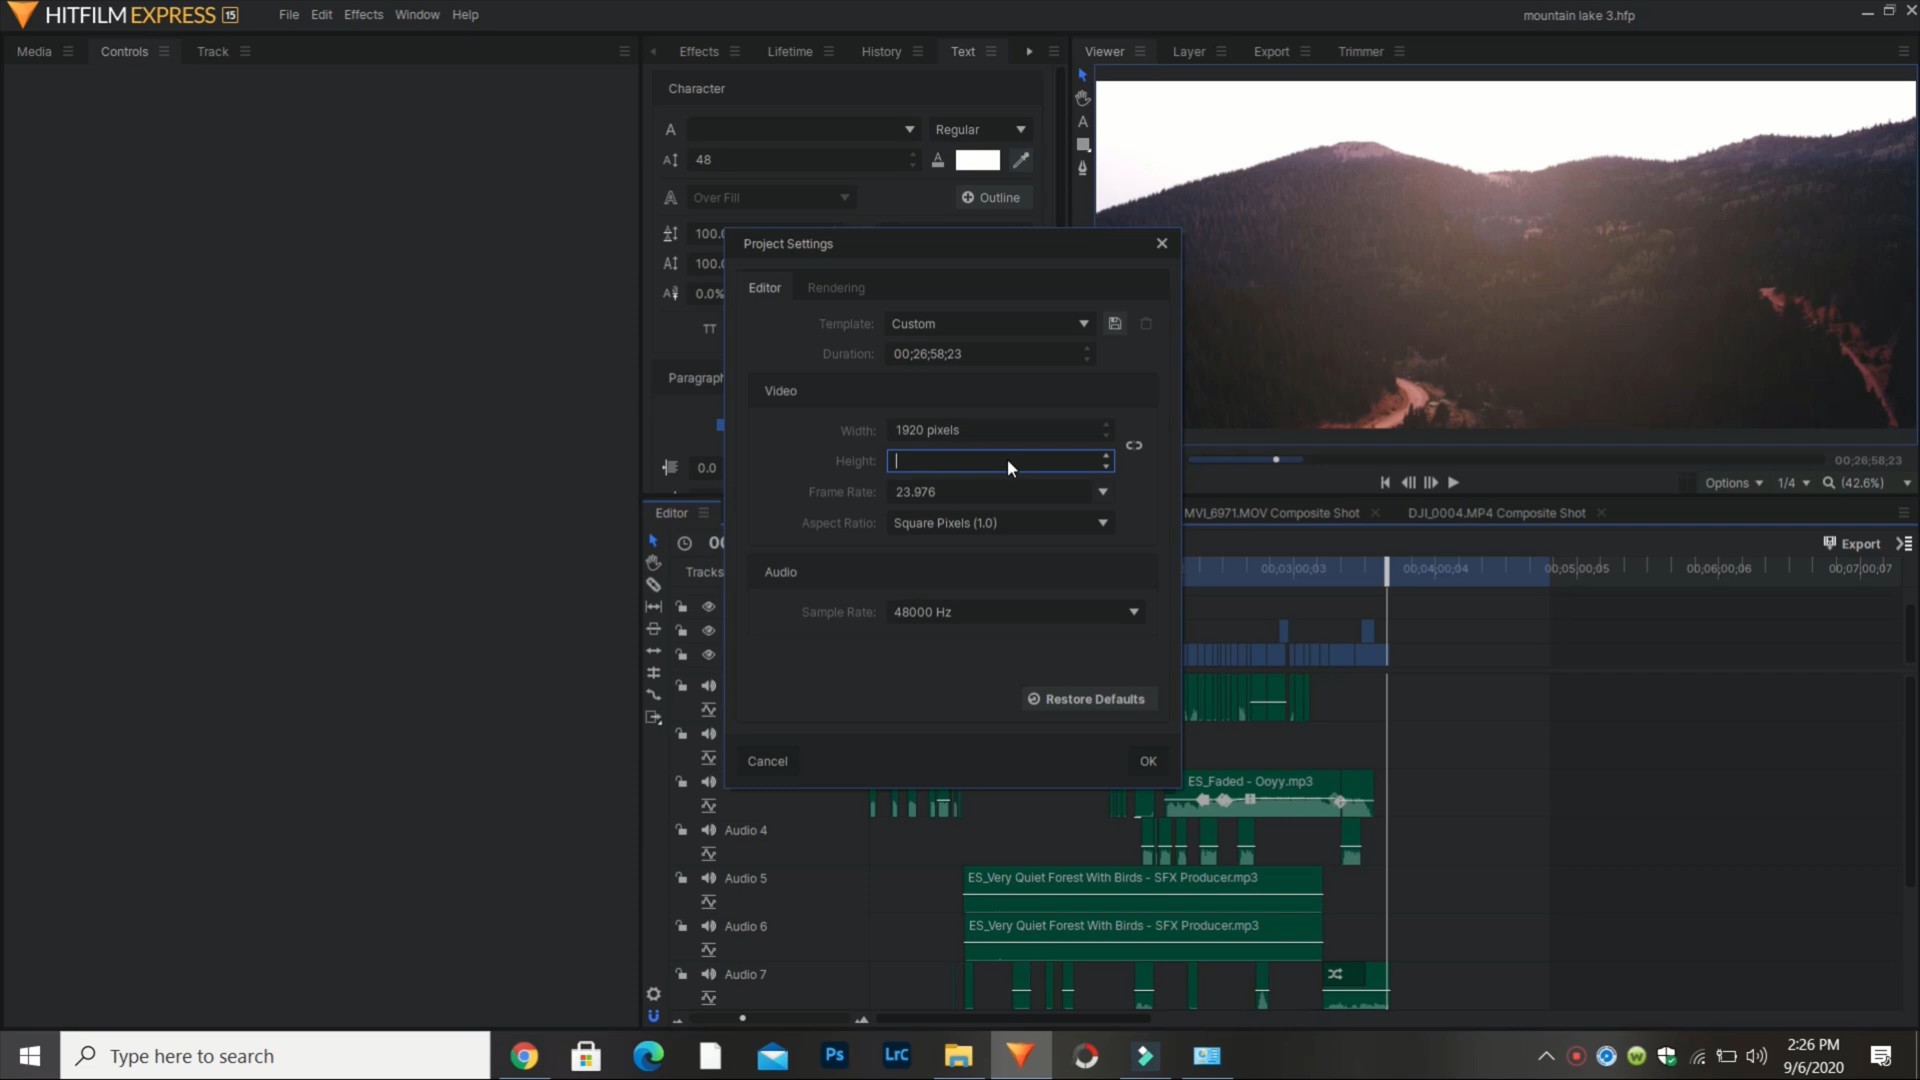 HITFILM EXPRESS 15
File Edit Effects Window Help
mountain lake 3.hfp
Media Controls Track
Effects Lifetime History Text
Viewer Layer Export Trimmer
Character
Regular
48
Over Fill
Outline
100.0
100.0
0.0%
TT
Paragraph
0.0
Project Settings
Editor Rendering
Template: Custom
Duration: 00;26;58;23
Video
Width: 1920 pixels
Height:
Frame Rate: 23.976
Aspect Ratio: Square Pixels (1.0)
Audio
Sample Rate: 48000 Hz
Restore Defaults
Cancel OK
00;26;58;23
Options 1/4 (42.6%)
Editor
MVI_6971.MOV Composite Shot
DJI_0004.MP4 Composite Shot
Export
Tracks
00;03;00;03 00;04;00;04 00;05;00;05 00;06;00;06 00;07;00;07
ES_Faded - Ooyy.mp3
Audio 4
Audio 5
ES_Very Quiet Forest With Birds - SFX Producer.mp3
Audio 6
ES_Very Quiet Forest With Birds - SFX Producer.mp3
Audio 7
Type here to search
Ps
LrC
2:26 PM
9/6/2020